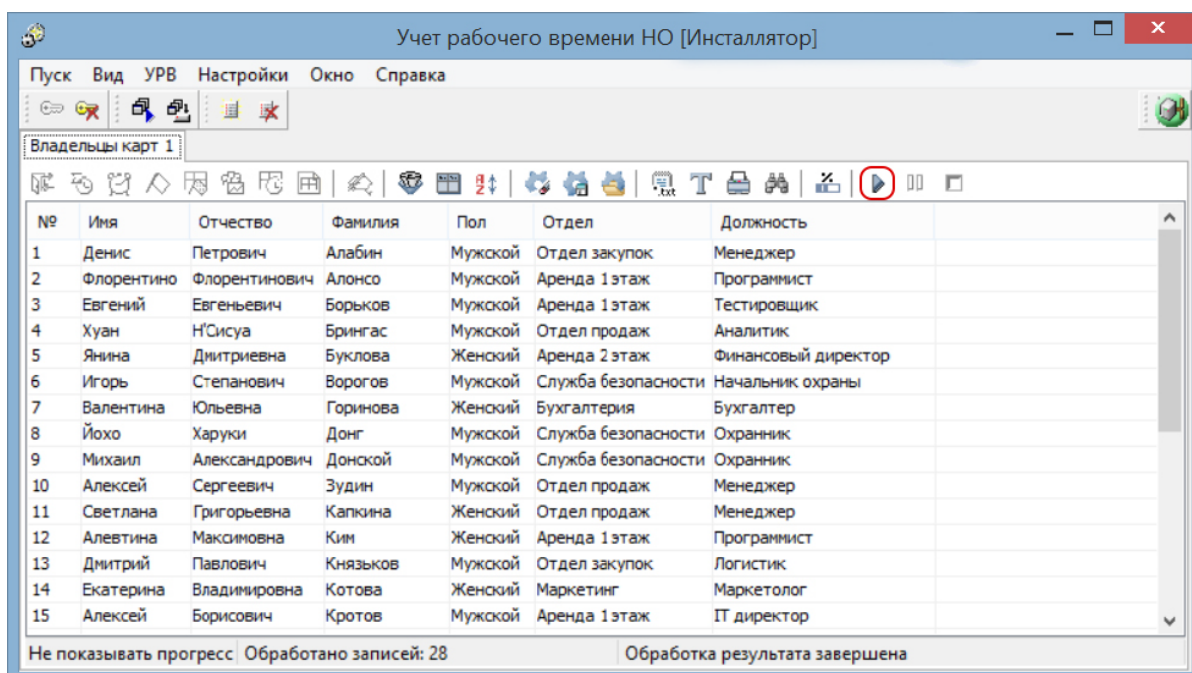 Учет рабочего времени НО [Инсталлятор]
Пуск Вид УРВ Настройки Окно Справка
Владельцы карт 1
.txt
№ Имя Отчество Фамилия Пол Отдел Должность
1 Денис Петрович Алабин Мужской Отдел закупок Менеджер
2 Флорентино Флорентинович Алонсо Мужской Аренда 1 этаж Программист
3 Евгений Евгеньевич Борьков Мужской Аренда 1 этаж Тестировщик
4 Хуан Н'Сисуа Брингас Мужской Отдел продаж Аналитик
5 Янина Дмитриевна Буклова Женский Аренда 2 этаж Финансовый директор
6 Игорь Степанович Ворогов Мужской Служба безопасности Начальник охраны
7 Валентина Юльевна Горинова Женский Бухгалтерия Бухгалтер
8 Йохо Харуки Донг Мужской Служба безопасности Охранник
9 Михаил Александрович Донской Мужской Служба безопасности Охранник
10 Алексей Сергеевич Зудин Мужской Отдел продаж Менеджер
11 Светлана Григорьевна Капкина Женский Отдел продаж Менеджер
12 Алевтина Максимовна Ким Женский Аренда 1 этаж Программист
13 Дмитрий Павлович Князьков Мужской Отдел закупок Логистик
14 Екатерина Владимировна Котова Женский Маркетинг Маркетолог
15 Алексей Борисович Кротов Мужской Аренда 1 этаж IT директор
Не показывать прогресс Обработано записей: 28 Обработка результата завершена